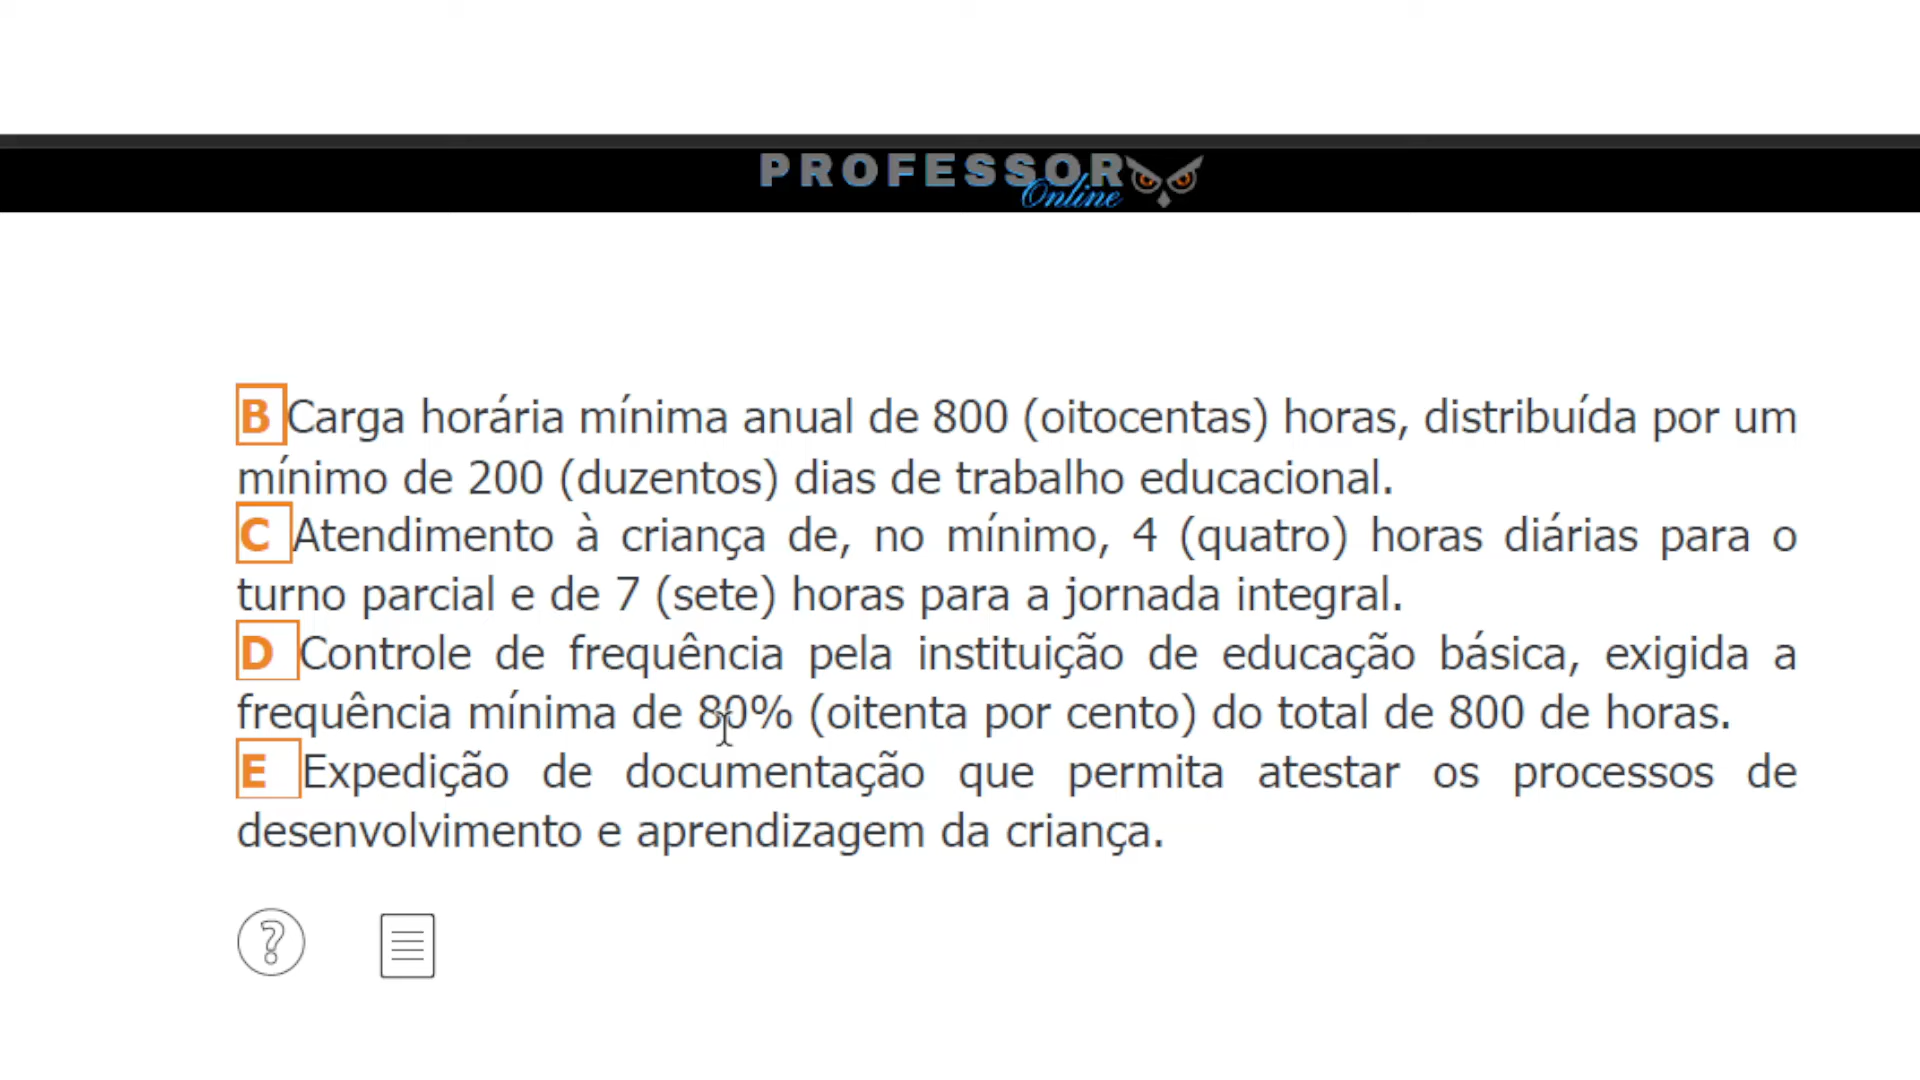 PROFESSOR
Online
B Carga horária mínima anual de 800 (oitocentas) horas, distribuída por um
mínimo de 200 (duzentos) dias de trabalho educacional.
C Atendimento à criança de, no mínimo, 4 (quatro) horas diárias para o
turno parcial e de 7 (sete) horas para a jornada integral.
D Controle de frequência pela instituição de educação básica, exigida a
frequência mínima de 80% (oitenta por cento) do total de 800 de horas.
E Expedição de documentação que permita atestar os processos de
desenvolvimento e aprendizagem da criança.
?